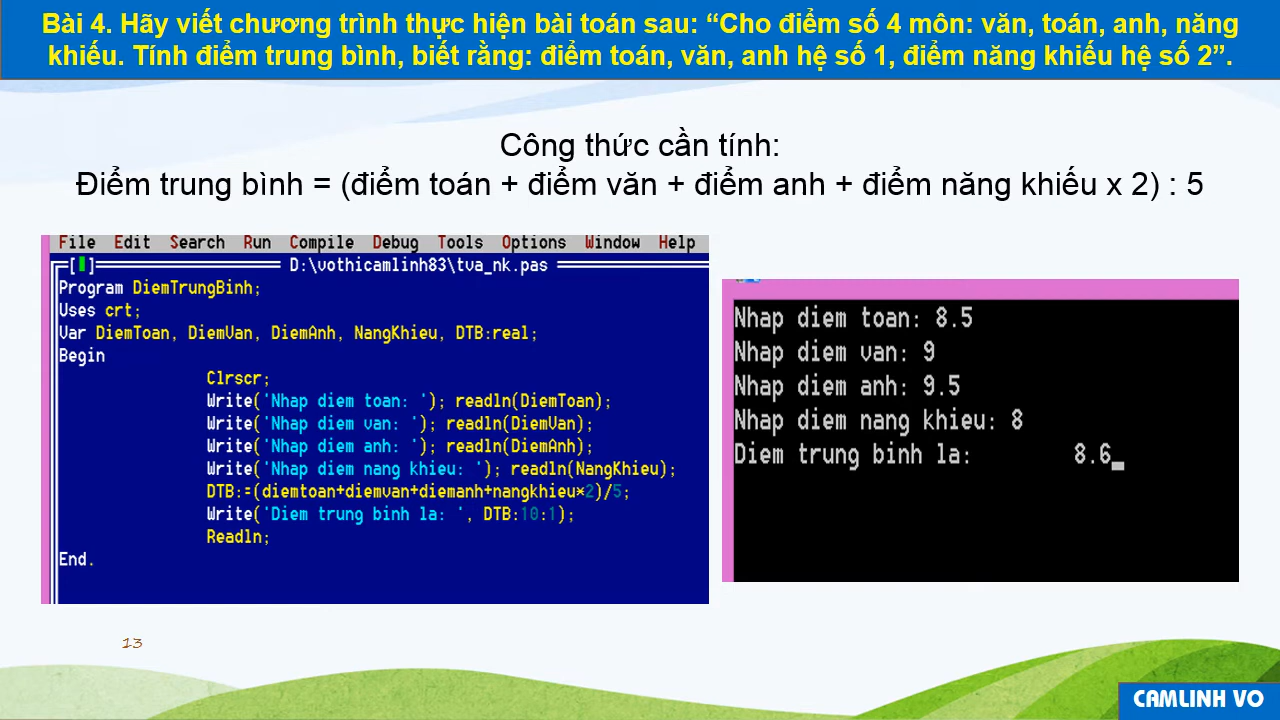 Bài 4. Hãy viết chương trình thực hiện bài toán sau: “Cho điểm số 4 môn: văn, toán, anh, năng
khiếu. Tính điểm trung bình, biết rằng: điểm toán, văn, anh hệ số 1, điểm năng khiếu hệ số 2”.
Công thức cần tính:
Điểm trung bình = (điểm toán + điểm văn + điểm anh + điểm năng khiếu x 2) : 5
File Edit Search Run Compile Debug Tools Options Window Help
D:\vothicamlinh83\tva_nk.pas
Program DiemTrungBinh;
Uses crt;
Var DiemToan, DiemVan, DiemAnh, NangKhieu, DTB:real;
Begin
Clrscr;
Write('Nhap diem toan: '); readln(DiemToan);
Write('Nhap diem van: '); readln(DiemVan);
Write('Nhap diem anh: '); readln(DiemAnh);
Write('Nhap diem nang khieu: '); readln(NangKhieu);
DTB:=(diemtoan+diemvan+diemanh+nangkhieu*2)/5;
Write('Diem trung binh la: ', DTB:10:1);
Readln;
End.
Nhap diem toan: 8.5
Nhap diem van: 9
Nhap diem anh: 9.5
Nhap diem nang khieu: 8
Diem trung binh la: 8.6
13
CAMLINH VO